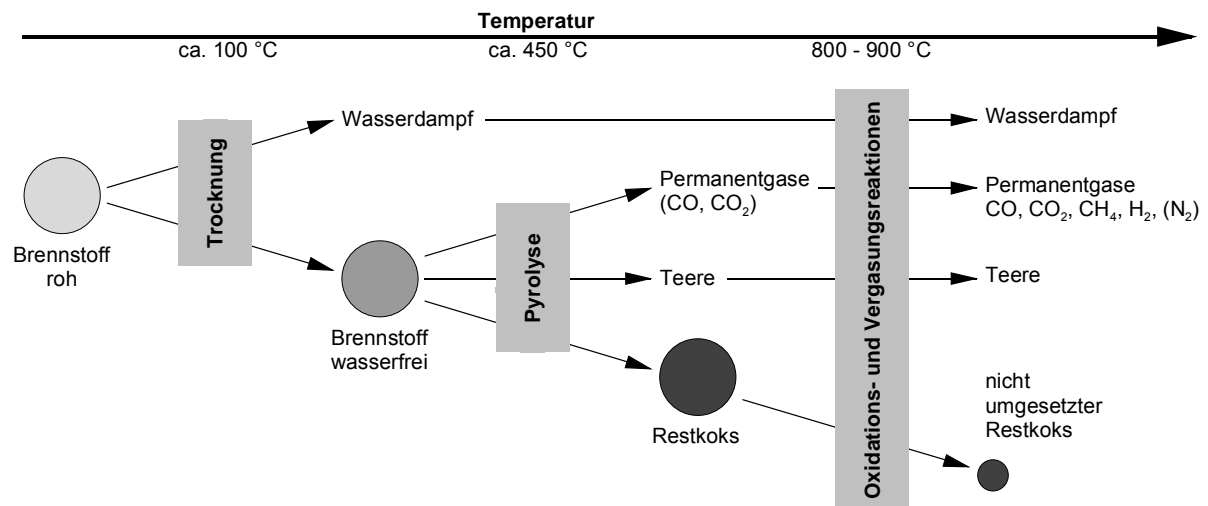 Temperatur
ca. 100 °C
ca. 450 °C
800 - 900 °C
Wasserdampf
Wasserdampf
Trocknung
Permanentgase
(CO, CO₂)
Permanentgase
CO, CO₂, CH₄, H₂, (N₂)
Brennstoff
roh
Pyrolyse
Teere
Teere
Oxidations- und Vergasungsreaktionen
Brennstoff
wasserfrei
Restkoks
nicht
umgesetzter
Restkoks